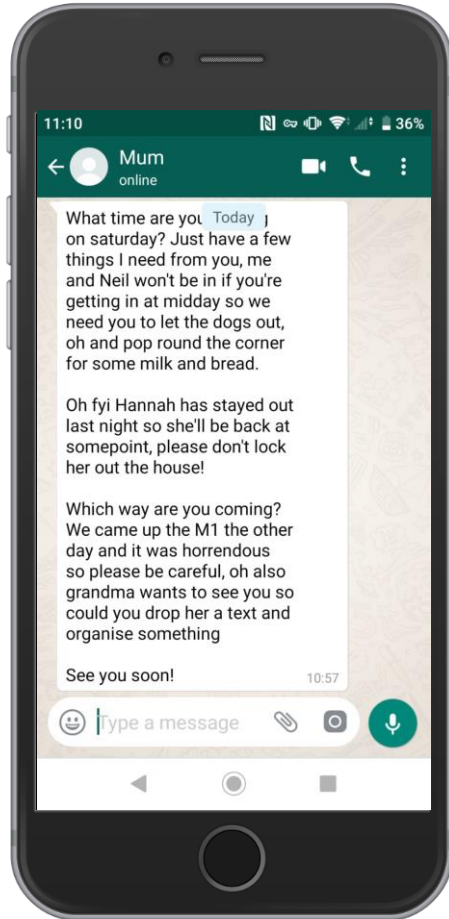 11:10
36%
Mum
online
Today
What time are you
on saturday? Just have a few
things I need from you, me
and Neil won't be in if you're
getting in at midday so we
need you to let the dogs out,
oh and pop round the corner
for some milk and bread.
Oh fyi Hannah has stayed out
last night so she'll be back at
somepoint, please don't lock
her out the house!
Which way are you coming?
We came up the M1 the other
day and it was horrendous
so please be careful, oh also
grandma wants to see you so
could you drop her a text and
organise something
See you soon!
10:57
Type a message